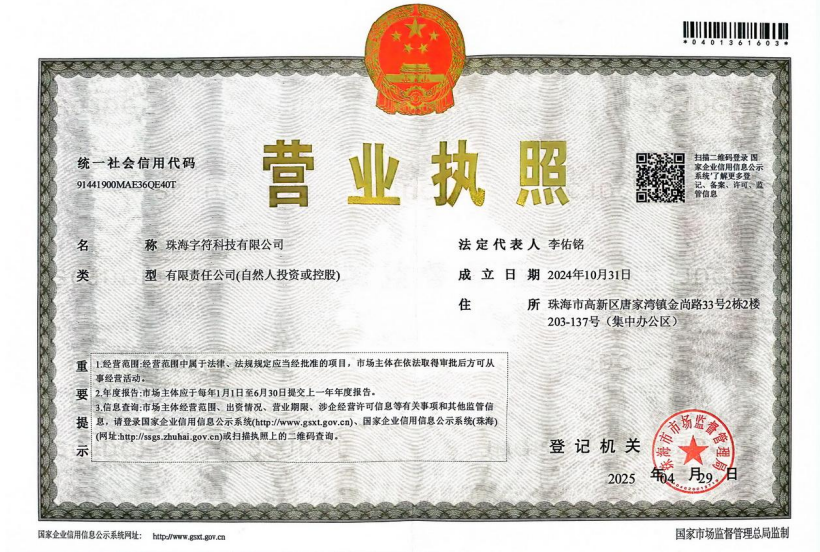 *0401361603*
营业执照
统一社会信用代码
91441900MAE36QE40T
扫描二维码登录‘国
家企业信用信息公示
系统’了解更多登
记、备案、许可、监
管信息
名 称 珠海字符科技有限公司
类 型 有限责任公司(自然人投资或控股)
法定代表人 李佑铭
成立日期 2024年10月31日
住 所 珠海市高新区唐家湾镇金尚路33号2栋2楼
203-137号（集中办公区）
重要提示
1.经营范围:经营范围中属于法律、法规规定应当经批准的项目，市场主体在依法取得审批后方可从
事经营活动。
2.年度报告:市场主体应于每年1月1日至6月30日提交上一年年度报告。
3.信息查询:市场主体经营范围、出资情况、营业期限、涉企经营许可信息等有关事项和其他监管信
息，请登录国家企业信用信息公示系统(http://www.gsxt.gov.cn)、国家企业信用信息公示系统(珠海)
(网址:http://ssgs.zhuhai.gov.cn)或扫描执照上的二维码查询。
登记机关
珠海市市场监督管理局
2025 年 04 月 29 日
国家企业信用信息公示系统网址： http://www.gsxt.gov.cn
国家市场监督管理总局监制